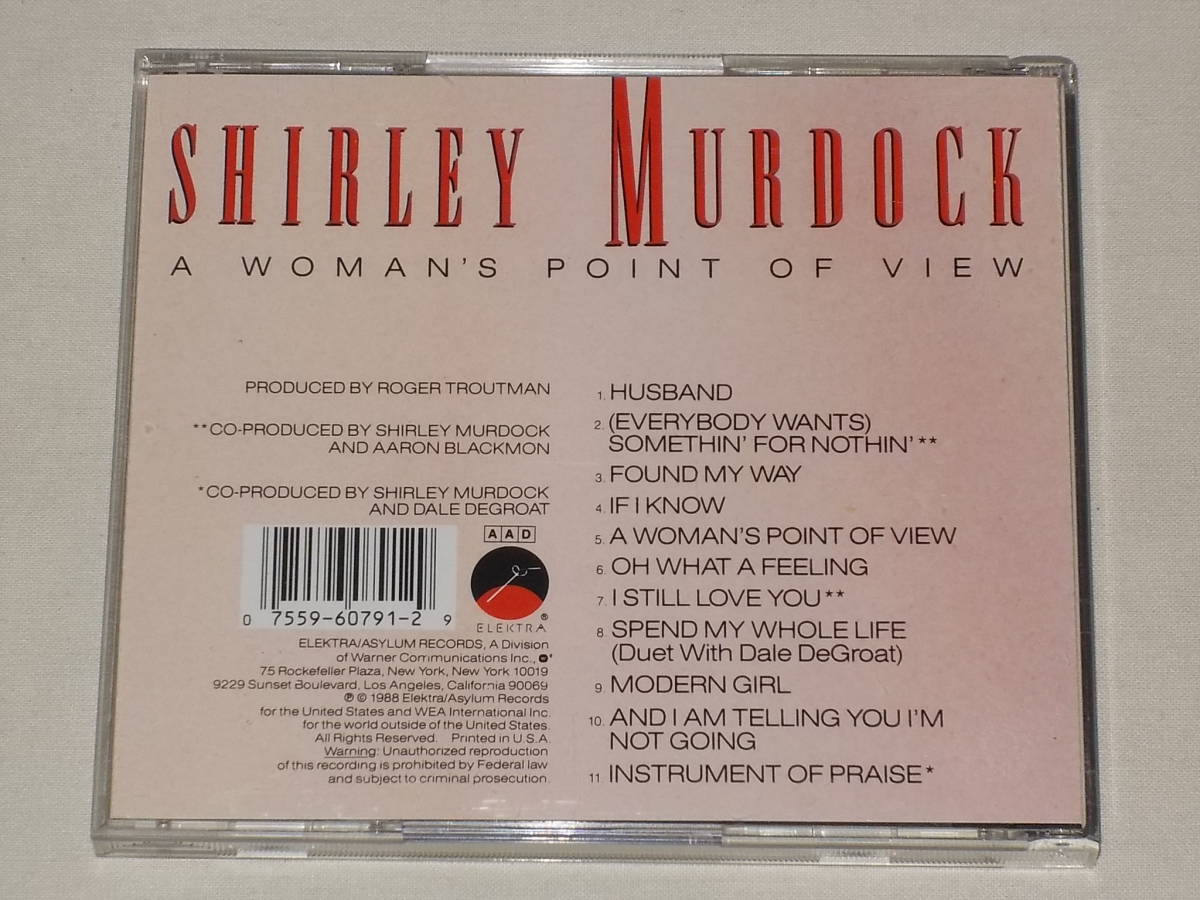 SHIRLEY MURDOCK
A WOMAN'S POINT OF VIEW
PRODUCED BY ROGER TROUTMAN
**CO-PRODUCED BY SHIRLEY MURDOCK
AND AARON BLACKMON
*CO-PRODUCED BY SHIRLEY MURDOCK
AND DALE DEGROAT
AAD
0 7559-60791-2 9
ELEKTRA ®
ELEKTRA/ASYLUM RECORDS, A Division
of Warner Communications Inc.,
75 Rockefeller Plaza, New York, New York 10019
9229 Sunset Boulevard, Los Angeles, California 90069
℗ © 1988 Elektra/Asylum Records
for the United States and WEA International Inc.
for the world outside of the United States.
All Rights Reserved. Printed in U.S.A.
Warning: Unauthorized reproduction
of this recording is prohibited by Federal law
and subject to criminal prosecution.
1. HUSBAND
2. (EVERYBODY WANTS)
SOMETHIN' FOR NOTHIN'**
3. FOUND MY WAY
4. IF I KNOW
5. A WOMAN'S POINT OF VIEW
6. OH WHAT A FEELING
7. I STILL LOVE YOU**
8. SPEND MY WHOLE LIFE
(Duet With Dale DeGroat)
9. MODERN GIRL
10. AND I AM TELLING YOU I'M
NOT GOING
11. INSTRUMENT OF PRAISE*